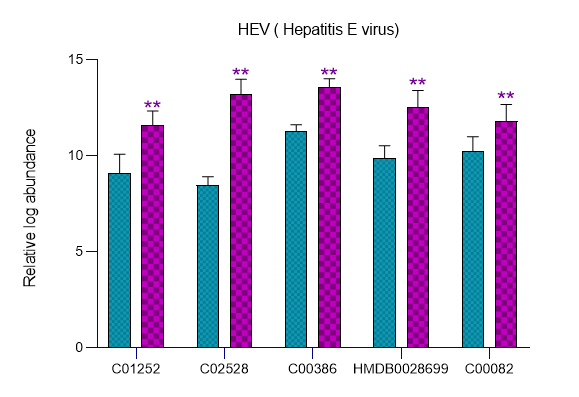 HEV ( Hepatitis E virus)
Relative log abundance
15
10
5
0
** ** ** ** **
C01252 C02528 C00386 HMDB0028699 C00082